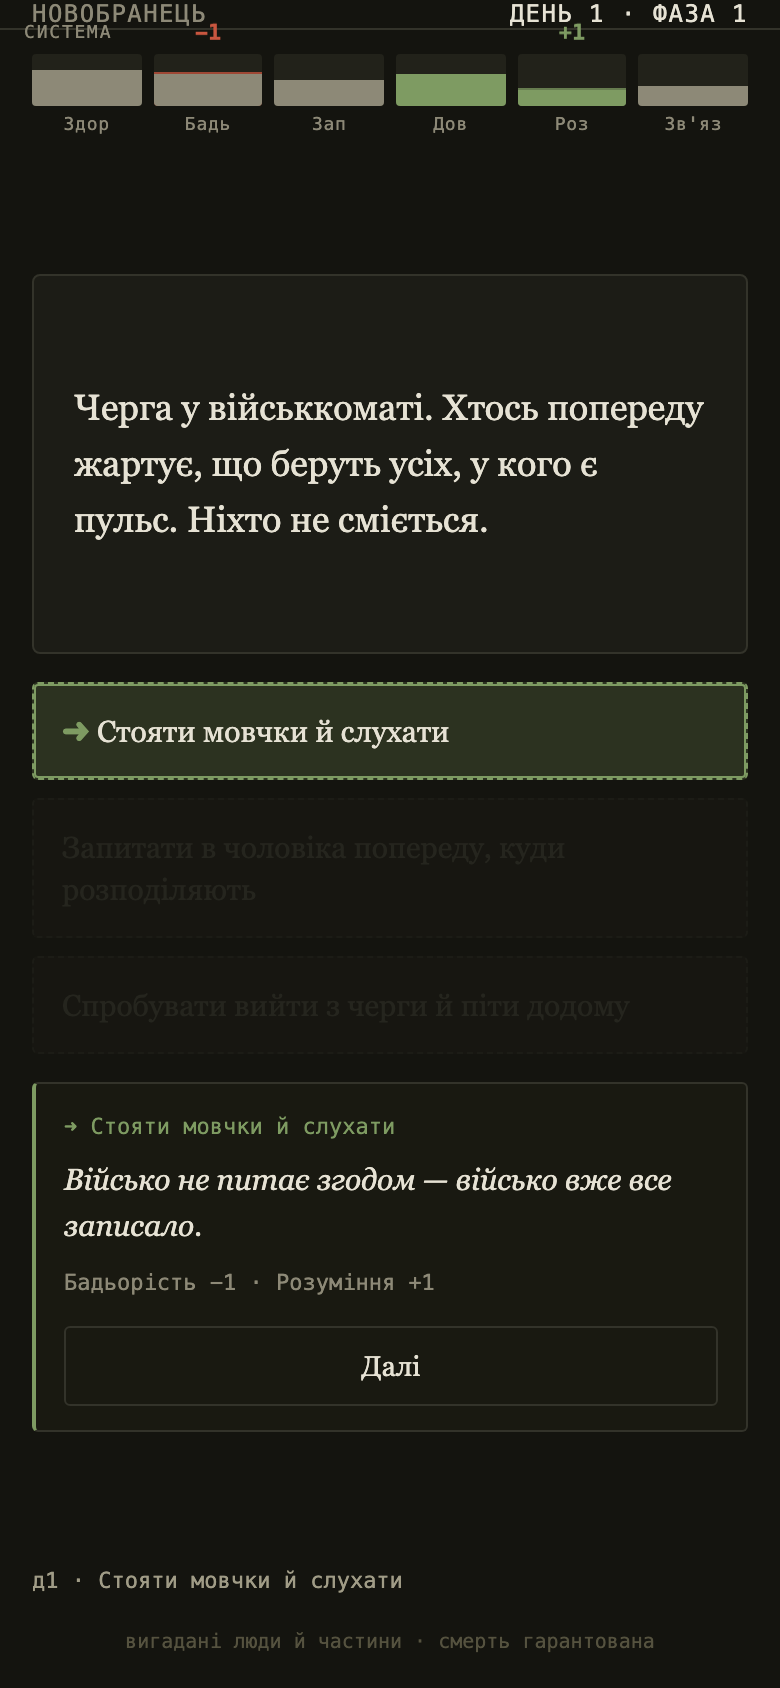 НОВОБРАНЕЦЬ ДЕНЬ 1 · ФАЗА 1
СИСТЕМА −1 +1
Здор Бадь Зап Дов Роз Зв'яз
Черга у військкоматі. Хтось попереду
жартує, що беруть усіх, у кого є
пульс. Ніхто не сміється.
➜ Стояти мовчки й слухати
Запитати в чоловіка попереду, куди
розподіляють
Спробувати вийти з черги й піти додому
➜ Стояти мовчки й слухати
Військо не питає згодом — військо вже все
записало.
Бадьорість −1 · Розуміння +1
Далі
д1 · Стояти мовчки й слухати
вигадані люди й частини · смерть гарантована